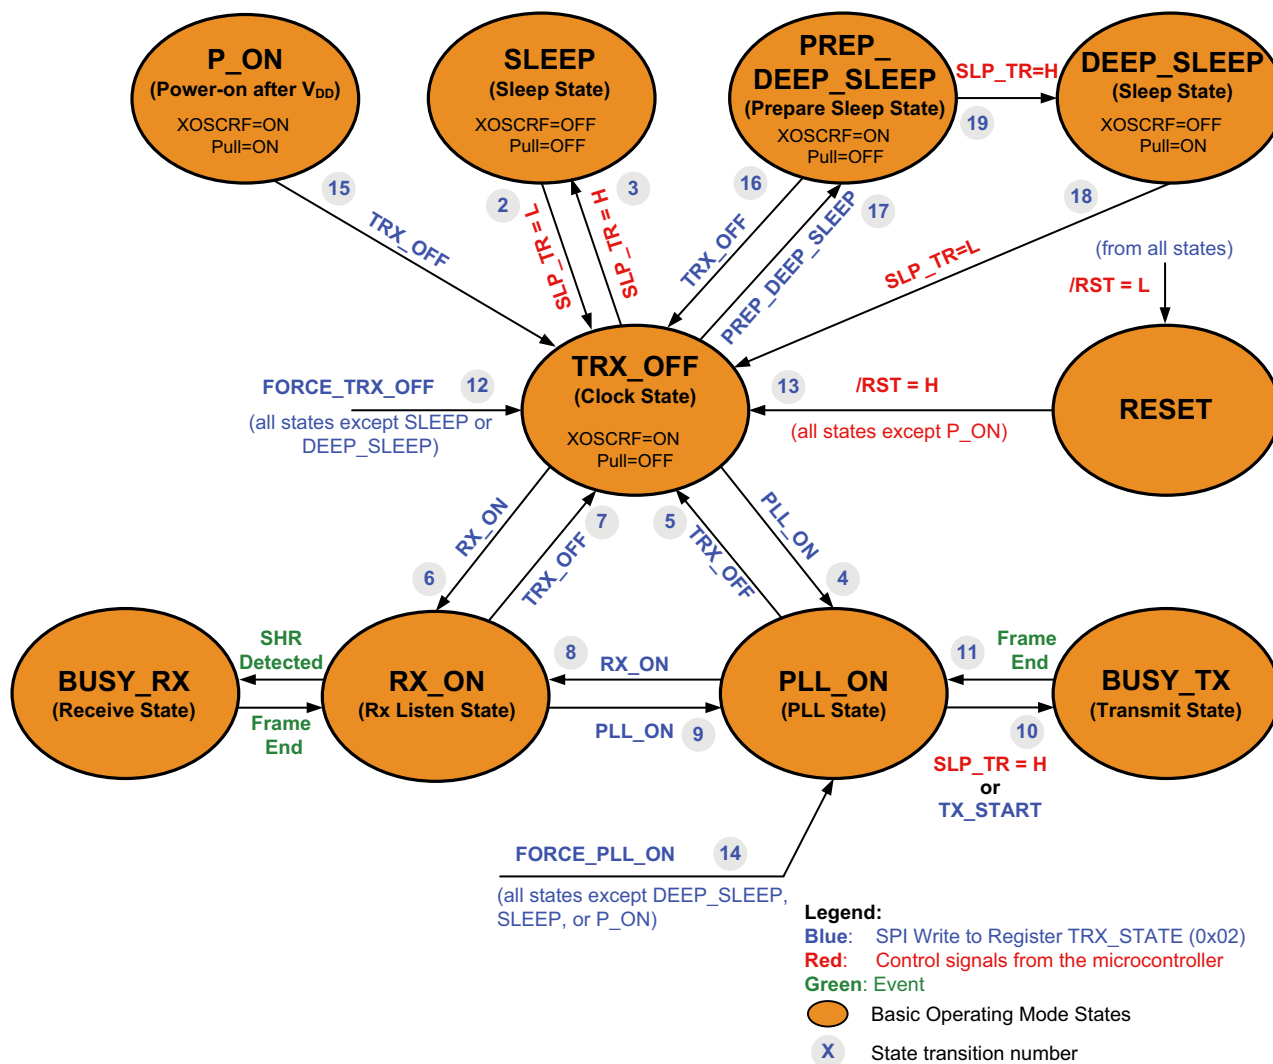 P_ON
(Power-on after VDD)
XOSCRF=ON
Pull=ON
SLEEP
(Sleep State)
XOSCRF=OFF
Pull=OFF
PREP_
DEEP_SLEEP
(Prepare Sleep State)
XOSCRF=ON
Pull=OFF
SLP_TR=H
19
DEEP_SLEEP
(Sleep State)
XOSCRF=OFF
Pull=ON
15
TRX_OFF
2
SLP_TR = L
3
SLP_TR = H
16
TRX_OFF
17
PREP_DEEP_SLEEP
18
SLP_TR=L
(from all states)
/RST = L
FORCE_TRX_OFF
12
(all states except SLEEP or
DEEP_SLEEP)
TRX_OFF
(Clock State)
XOSCRF=ON
Pull=OFF
13
/RST = H
(all states except P_ON)
RESET
RX_ON
6
7
TRX_OFF
5
TRX_OFF
PLL_ON
4
BUSY_RX
(Receive State)
SHR
Detected
Frame
End
RX_ON
(Rx Listen State)
8
RX_ON
PLL_ON
9
PLL_ON
(PLL State)
11
Frame
End
10
SLP_TR = H
or
TX_START
BUSY_TX
(Transmit State)
FORCE_PLL_ON
14
(all states except DEEP_SLEEP,
SLEEP, or P_ON)
Legend:
Blue: SPI Write to Register TRX_STATE (0x02)
Red: Control signals from the microcontroller
Green: Event
Basic Operating Mode States
X State transition number